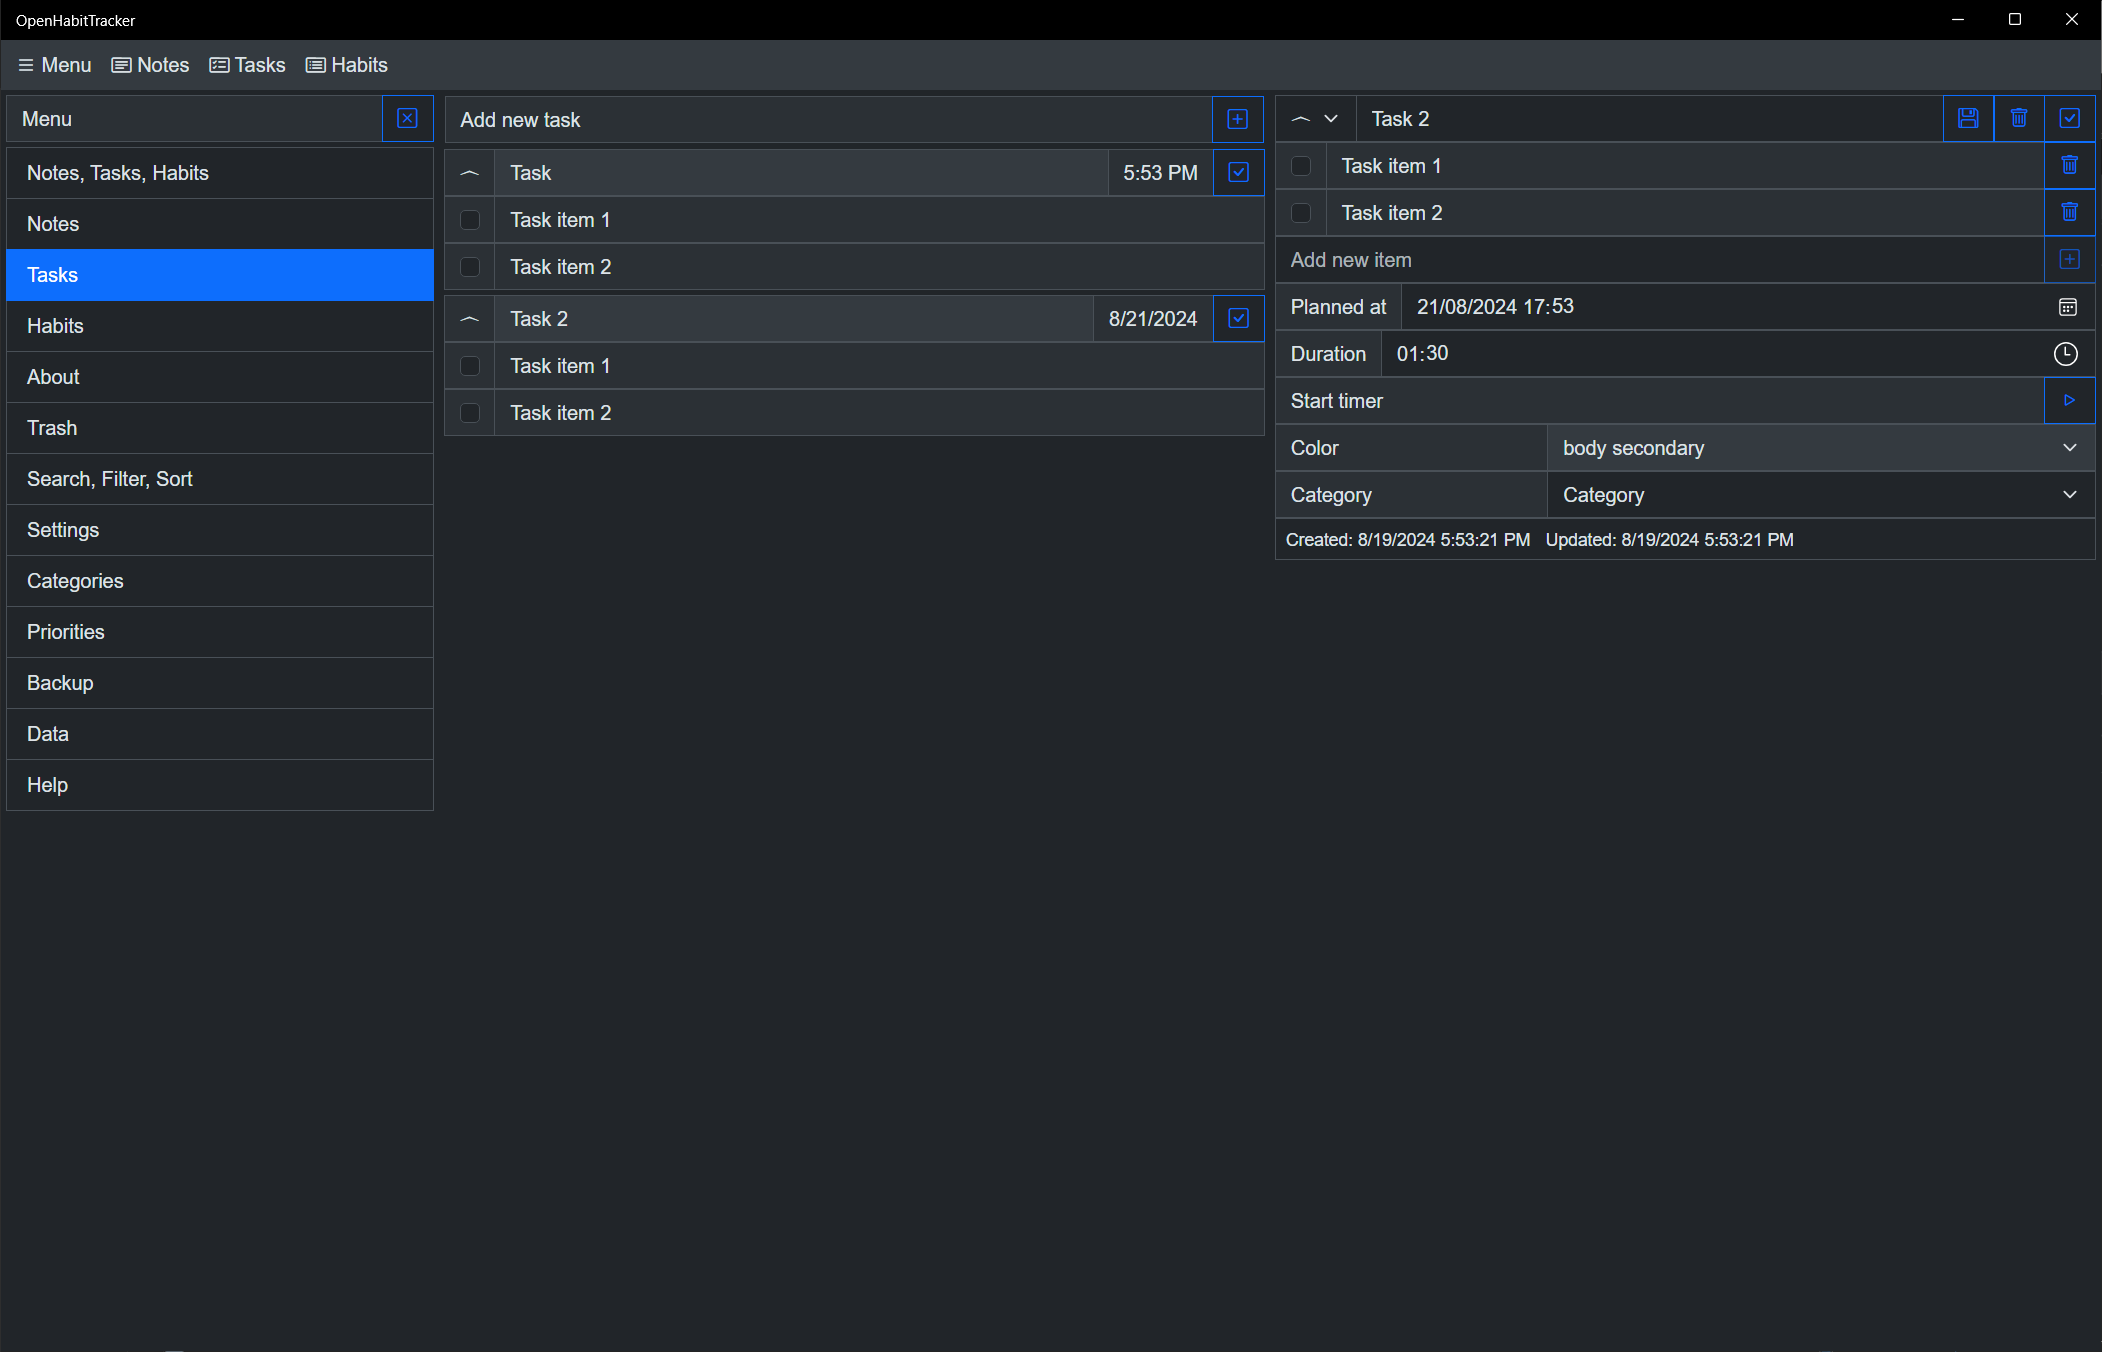 OpenHabitTracker
Menu Notes Tasks Habits
Menu
Notes, Tasks, Habits
Notes
Tasks
Habits
About
Trash
Search, Filter, Sort
Settings
Categories
Priorities
Backup
Data
Help
Add new task
Task 5:53 PM
Task item 1
Task item 2
Task 2 8/21/2024
Task item 1
Task item 2
Task 2
Task item 1
Task item 2
Add new item
Planned at 21/08/2024 17:53
Duration 01:30
Start timer
Color body secondary
Category Category
Created: 8/19/2024 5:53:21 PM Updated: 8/19/2024 5:53:21 PM